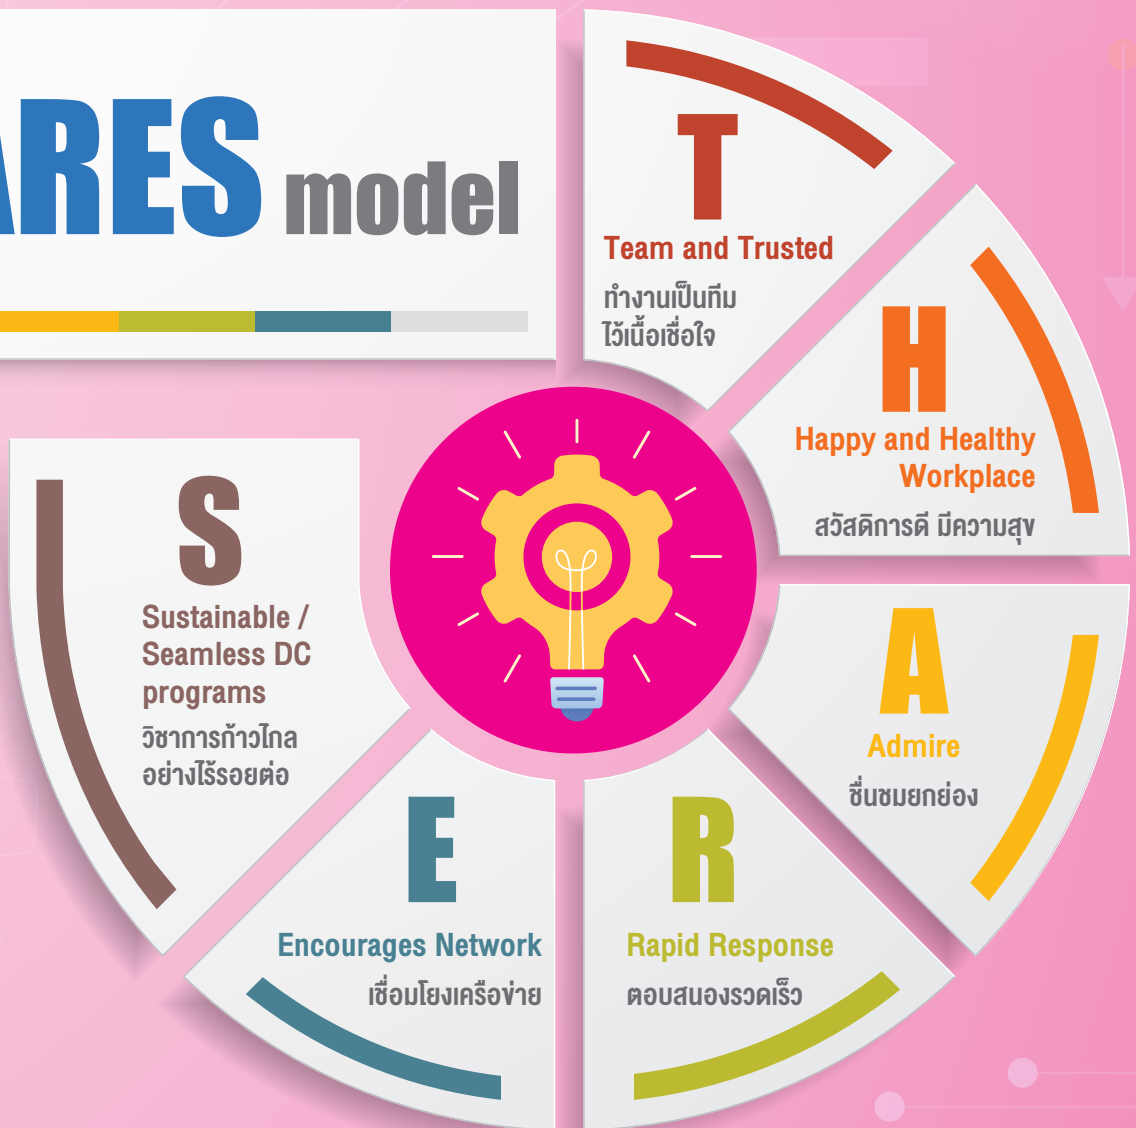 ARES model
T
Team and Trusted
ทำงานเป็นทีม
ไว้เนื้อเชื่อใจ
H
Happy and Healthy
Workplace
สวัสดิการดี มีความสุข
A
Admire
ชื่นชมยกย่อง
R
Rapid Response
ตอบสนองรวดเร็ว
E
Encourages Network
เชื่อมโยงเครือข่าย
S
Sustainable /
Seamless DC
programs
วิชาการก้าวไกล
อย่างไร้รอยต่อ